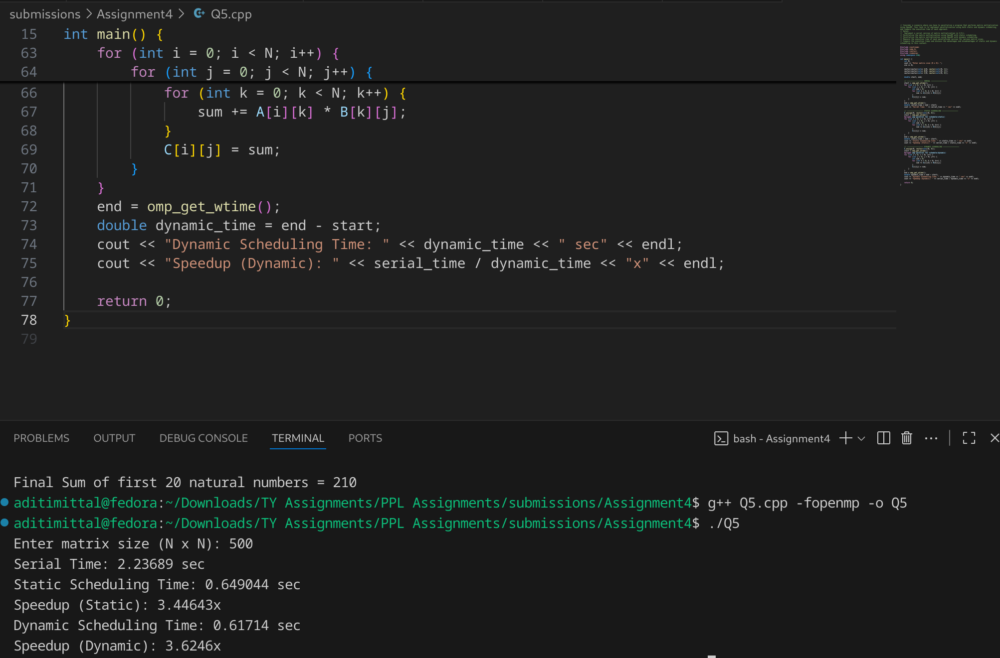 submissions > Assignment4 > Q5.cpp
15 int main() {
63 for (int i = 0; i < N; i++) {
64 for (int j = 0; j < N; j++) {
66 for (int k = 0; k < N; k++) {
67 sum += A[i][k] * B[k][j];
68 }
69 C[i][j] = sum;
70 }
71 }
72 end = omp_get_wtime();
73 double dynamic_time = end - start;
74 cout << "Dynamic Scheduling Time: " << dynamic_time << " sec" << endl;
75 cout << "Speedup (Dynamic): " << serial_time / dynamic_time << "x" << endl;
76
77 return 0;
78 }
79
PROBLEMS OUTPUT DEBUG CONSOLE TERMINAL PORTS bash - Assignment4
Final Sum of first 20 natural numbers = 210
aditimittal@fedora:~/Downloads/TY Assignments/PPL Assignments/submissions/Assignment4$ g++ Q5.cpp -fopenmp -o Q5
aditimittal@fedora:~/Downloads/TY Assignments/PPL Assignments/submissions/Assignment4$ ./Q5
Enter matrix size (N x N): 500
Serial Time: 2.23689 sec
Static Scheduling Time: 0.649044 sec
Speedup (Static): 3.44643x
Dynamic Scheduling Time: 0.61714 sec
Speedup (Dynamic): 3.6246x